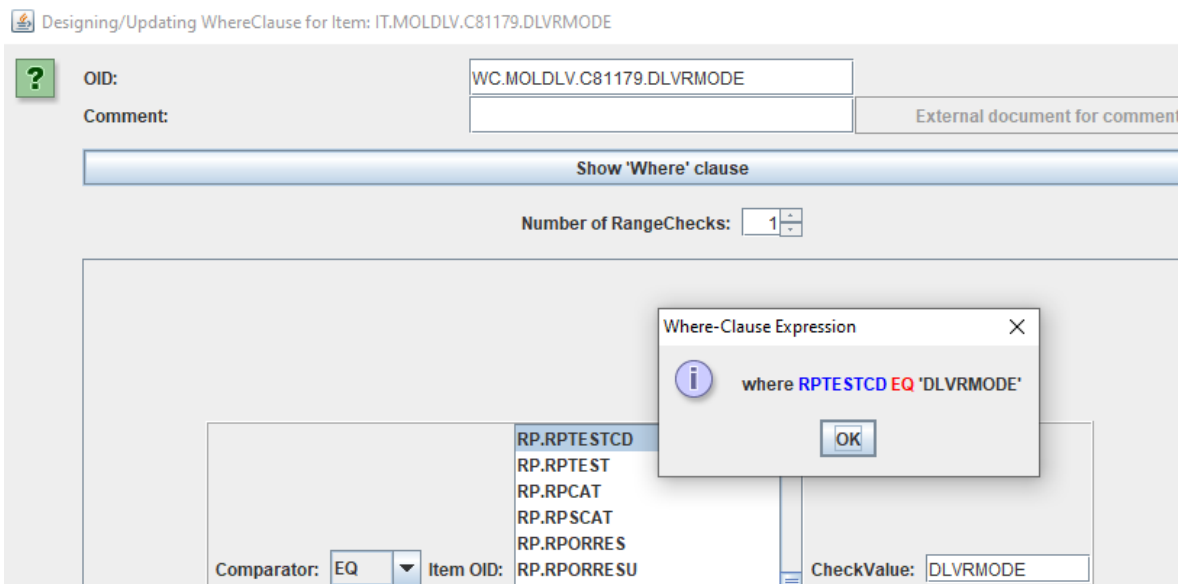 Designing/Updating WhereClause for Item: IT.MOLDLV.C81179.DLVRMODE
?
OID: WC.MOLDLV.C81179.DLVRMODE
Comment: External document for comment
Show 'Where' clause
Number of RangeChecks: 1
Where-Clause Expression
i where RPTESTCD EQ 'DLVRMODE'
OK
RP.RPTESTCD
RP.RPTEST
RP.RPCAT
RP.RPSCAT
RP.RPORRES
Comparator: EQ Item OID: RP.RPORRESU CheckValue: DLVRMODE